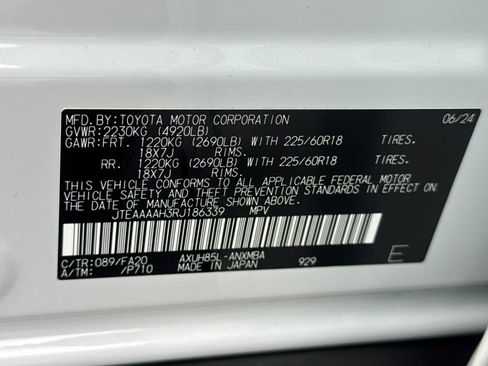 MFD.BY:TOYOTA MOTOR CORPORATION 06/24
GVWR:2230KG (4920LB)
GAWR:FRT. 1220KG (2690LB) WITH 225/60R18 TIRES.
18X7J RIMS.
RR. 1220KG (2690LB) WITH 225/60R18 TIRES.
18X7J RIMS.
THIS VEHICLE CONFORMS TO ALL APPLICABLE FEDERAL MOTOR
VEHICLE SAFETY AND THEFT PREVENTION STANDARDS IN EFFECT ON
THE DATE OF MANUFACTURE SHOWN ABOVE.
JTEAAAAH3RJ186339 MPV
C/TR:089/FA20 AXUH85L-ANXMBA
A/TM: /P710 MADE IN JAPAN 929 E